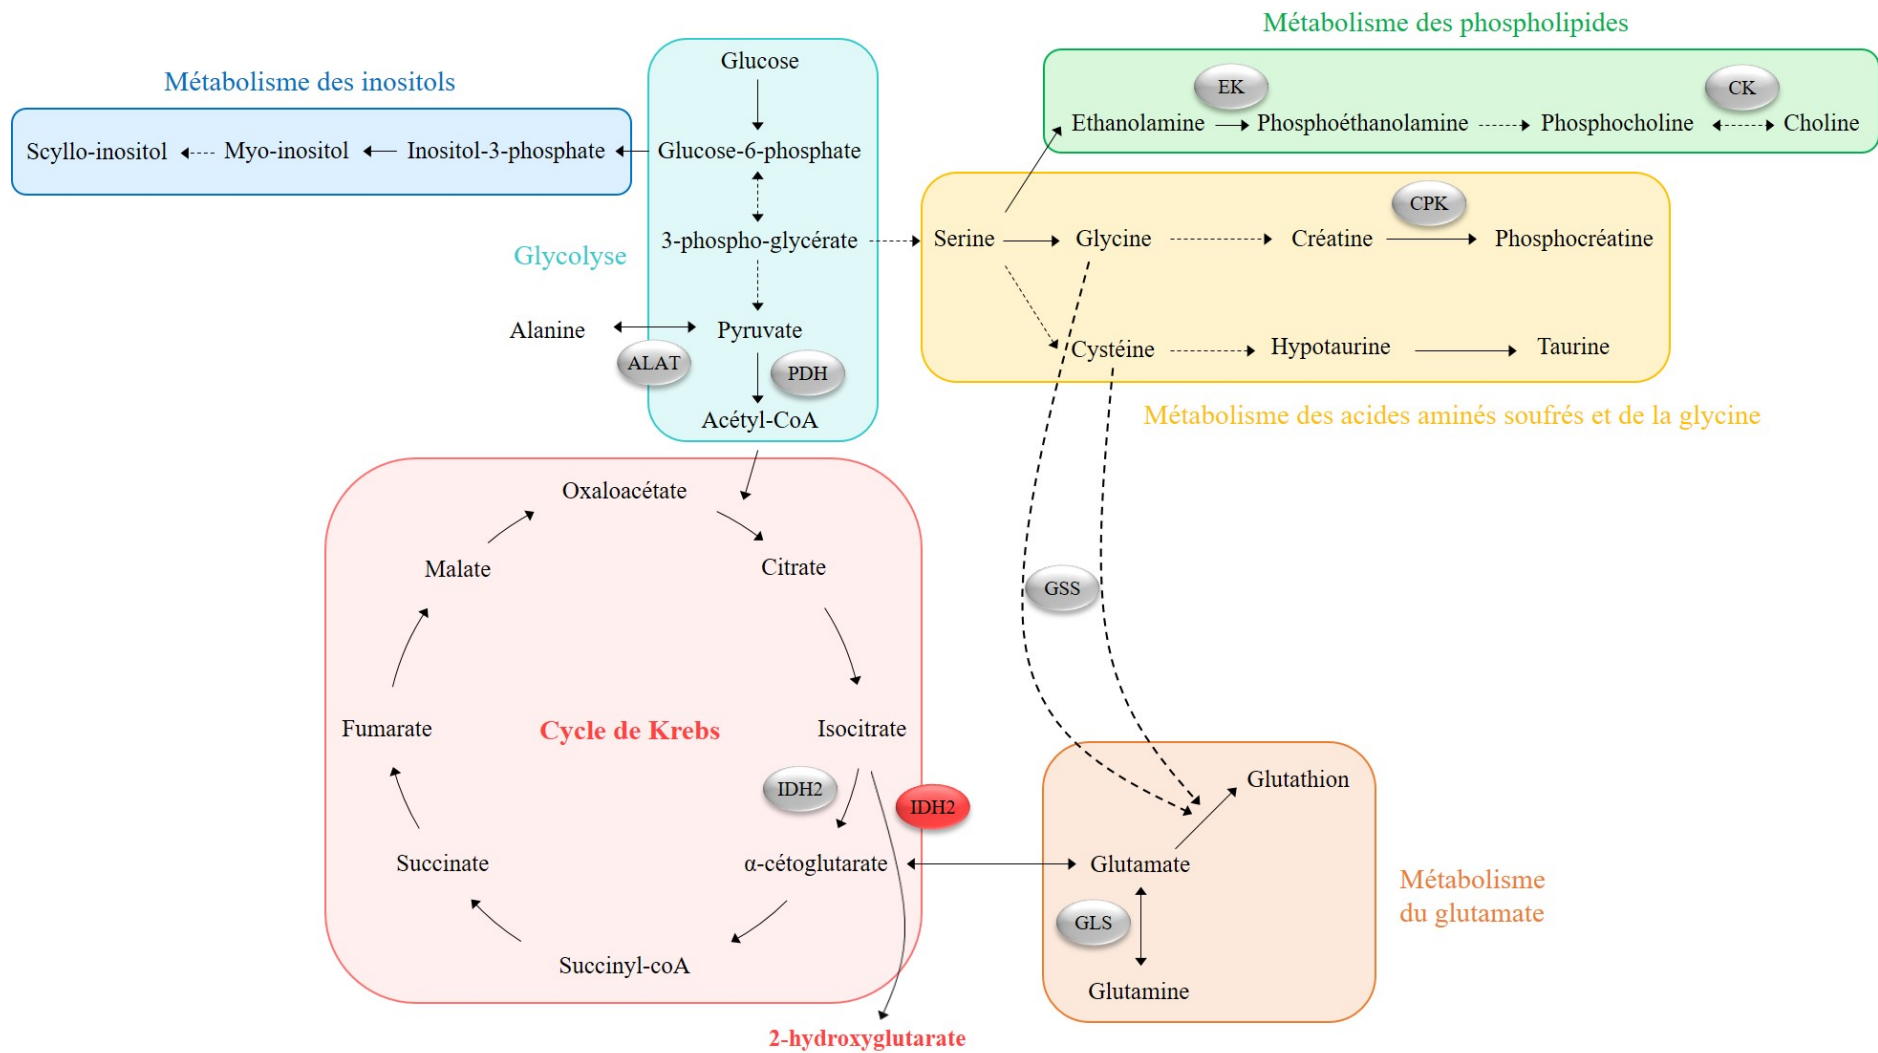 Métabolisme des phospholipides
EK
CK
Ethanolamine
Phosphoéthanolamine
Phosphocholine
Choline
Métabolisme des inositols
Scyllo-inositol
Myo-inositol
Inositol-3-phosphate
Glucose
Glucose-6-phosphate
3-phospho-glycérate
Glycolyse
Alanine
Pyruvate
ALAT
PDH
Acétyl-CoA
CPK
Serine
Glycine
Créatine
Phosphocréatine
Cystéine
Hypotaurine
Taurine
Métabolisme des acides aminés soufrés et de la glycine
Oxaloacétate
Malate
Citrate
Fumarate
Cycle de Krebs
Isocitrate
IDH2
IDH2
Succinate
α-cétoglutarate
Succinyl-coA
2-hydroxyglutarate
GSS
Glutathion
Glutamate
GLS
Glutamine
Métabolisme
du glutamate